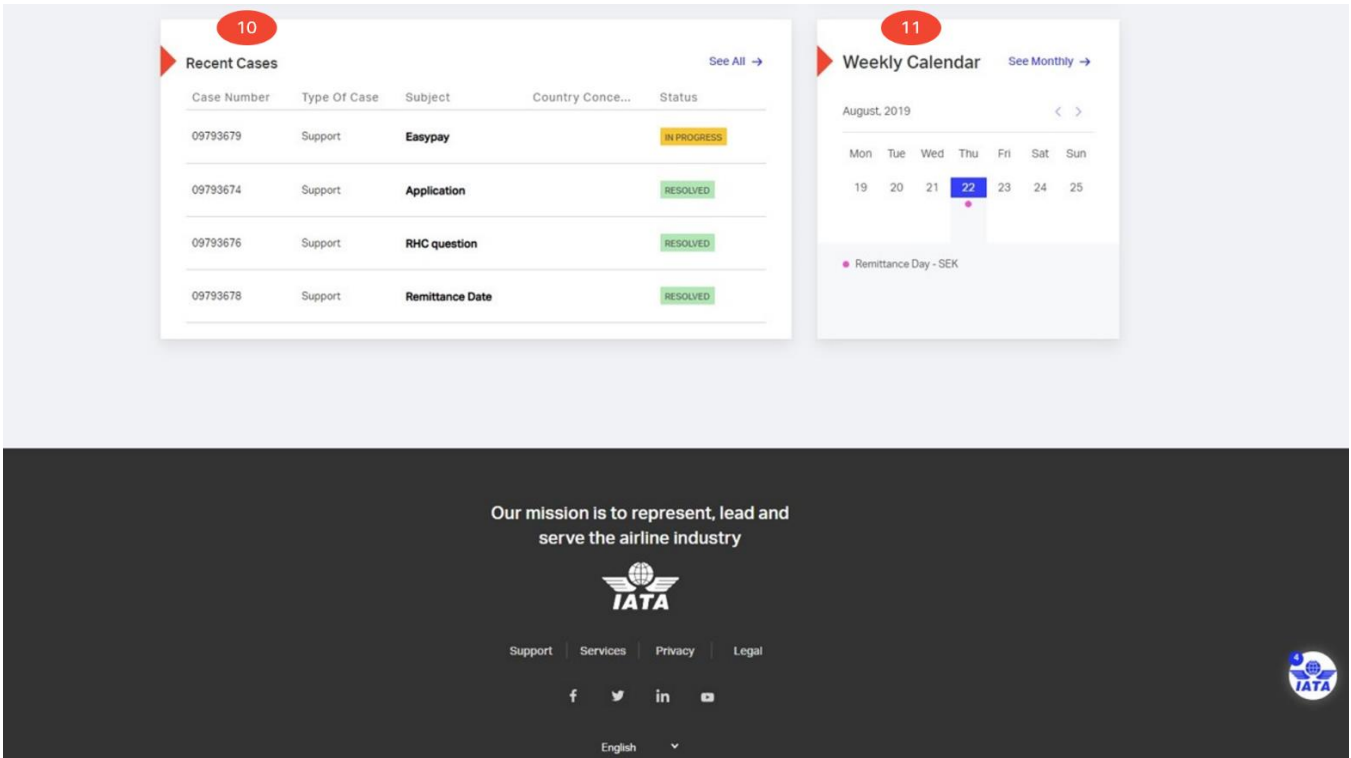 10
Recent Cases See All →
Case Number Type Of Case Subject Country Conce... Status
09793679 Support Easypay IN PROGRESS
09793674 Support Application RESOLVED
09793676 Support RHC question RESOLVED
09793678 Support Remittance Date RESOLVED
11
Weekly Calendar See Monthly →
August, 2019 < >
Mon Tue Wed Thu Fri Sat Sun
19 20 21 22 23 24 25
Remittance Day - SEK
Our mission is to represent, lead and
serve the airline industry
IATA
Support Services Privacy Legal
f in
English
4
IATA